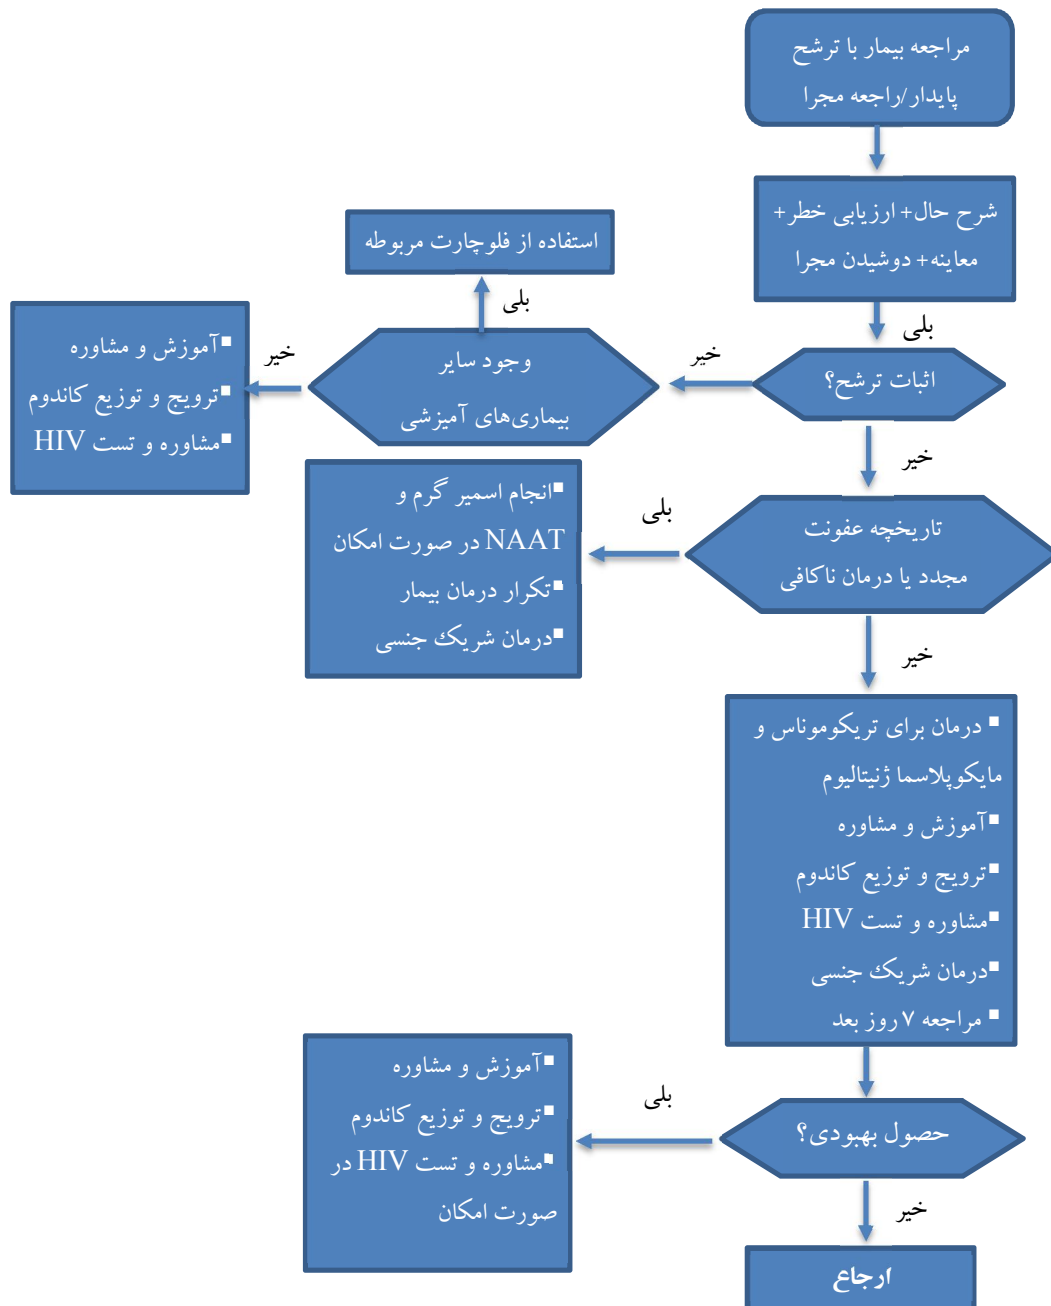 مراجعه بیمار با ترشح
پایدار/راجعه مجرا
شرح حال+ ارزیابی خطر+
معاینه+ دوشیدن مجرا
بلی
اثبات ترشح؟
خیر
وجود سایر
بیماری‌های آمیزشی
بلی
استفاده از فلوچارت مربوطه
خیر
▪آموزش و مشاوره
▪ترویج و توزیع کاندوم
▪مشاوره و تست HIV
خیر
تاریخچه عفونت
مجدد یا درمان ناکافی
بلی
▪انجام اسمیر گرم و
NAAT در صورت امکان
▪تکرار درمان بیمار
▪درمان شریک جنسی
خیر
▪ درمان برای تریکوموناس و
مایکوپلاسما ژنیتالیوم
▪آموزش و مشاوره
▪ترویج و توزیع کاندوم
▪مشاوره و تست HIV
▪درمان شریک جنسی
▪ مراجعه ۷ روز بعد
حصول بهبودی؟
بلی
▪آموزش و مشاوره
▪ترویج و توزیع کاندوم
▪مشاوره و تست HIV در
صورت امکان
خیر
ارجاع